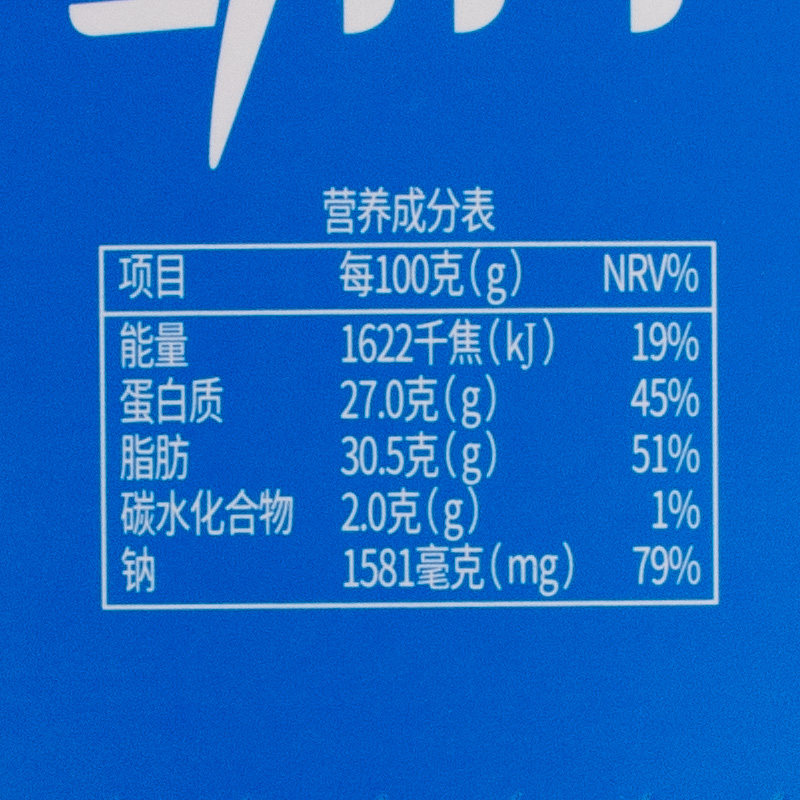 营养成分表
项目 每100克(g) NRV%
能量 1622千焦(kJ) 19%
蛋白质 27.0克(g) 45%
脂肪 30.5克(g) 51%
碳水化合物 2.0克(g) 1%
钠 1581毫克(mg) 79%